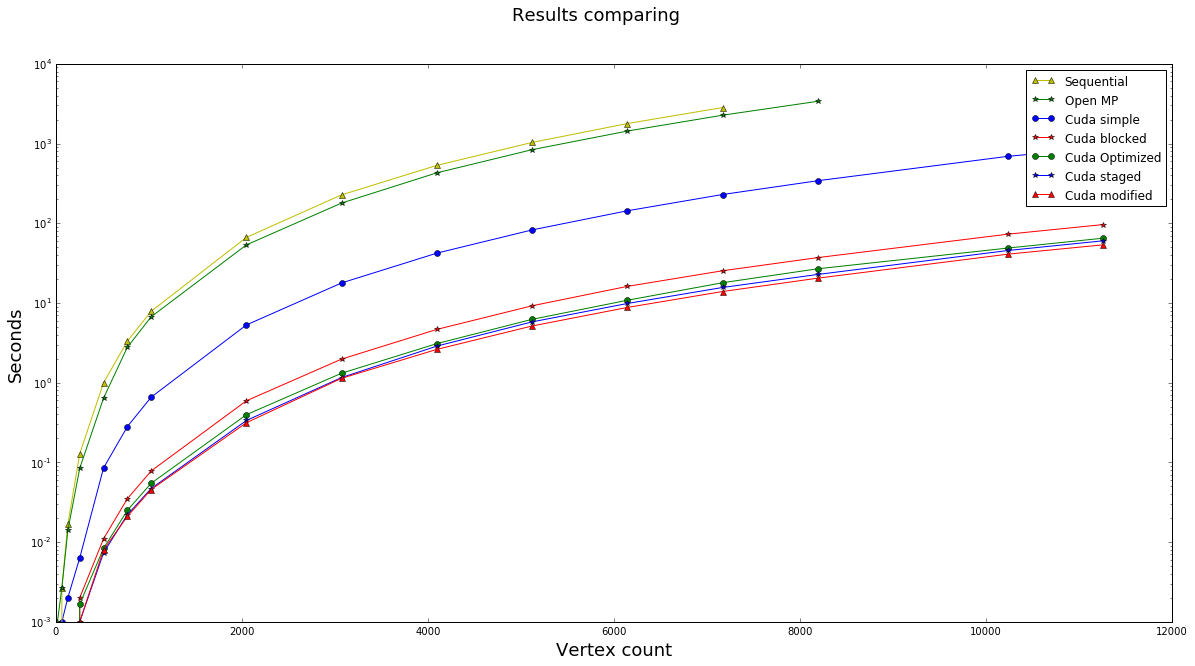 Results comparing
Seconds
10^4
10^3
10^2
10^1
10^0
10^-1
10^-2
10^-3
Sequential
Open MP
Cuda simple
Cuda blocked
Cuda Optimized
Cuda staged
Cuda modified
0 2000 4000 6000 8000 10000 12000
Vertex count